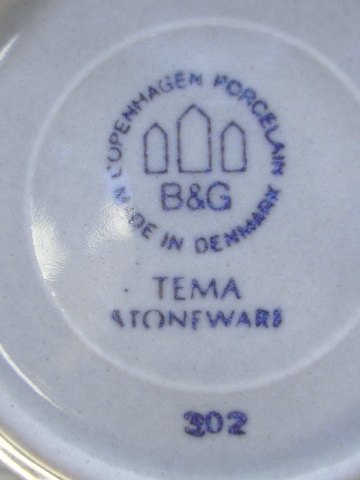 COPENHAGEN PORCELAIN
B&G
MADE IN DENMARK
TEMA
STONEWARE
302